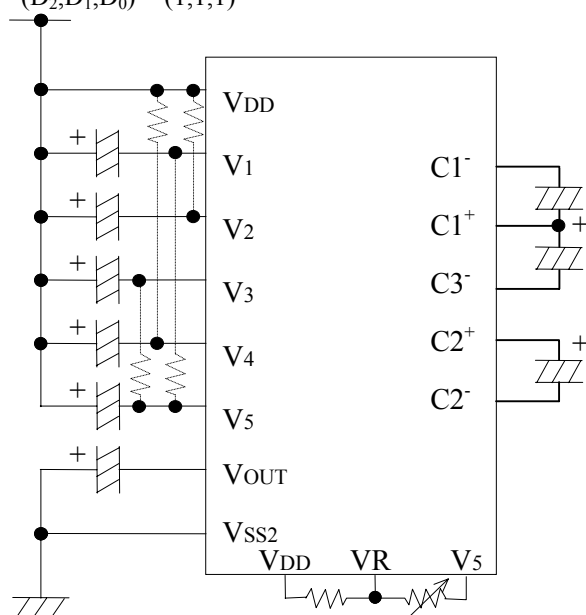 (D2,D1,D0) (1,1,1)
VDD
+
V1
C1-
+
V2
C1+
+
+
V3
C3-
+
V4
C2+
+
+
V5
C2-
+
VOUT
VSS2
VDD VR V5